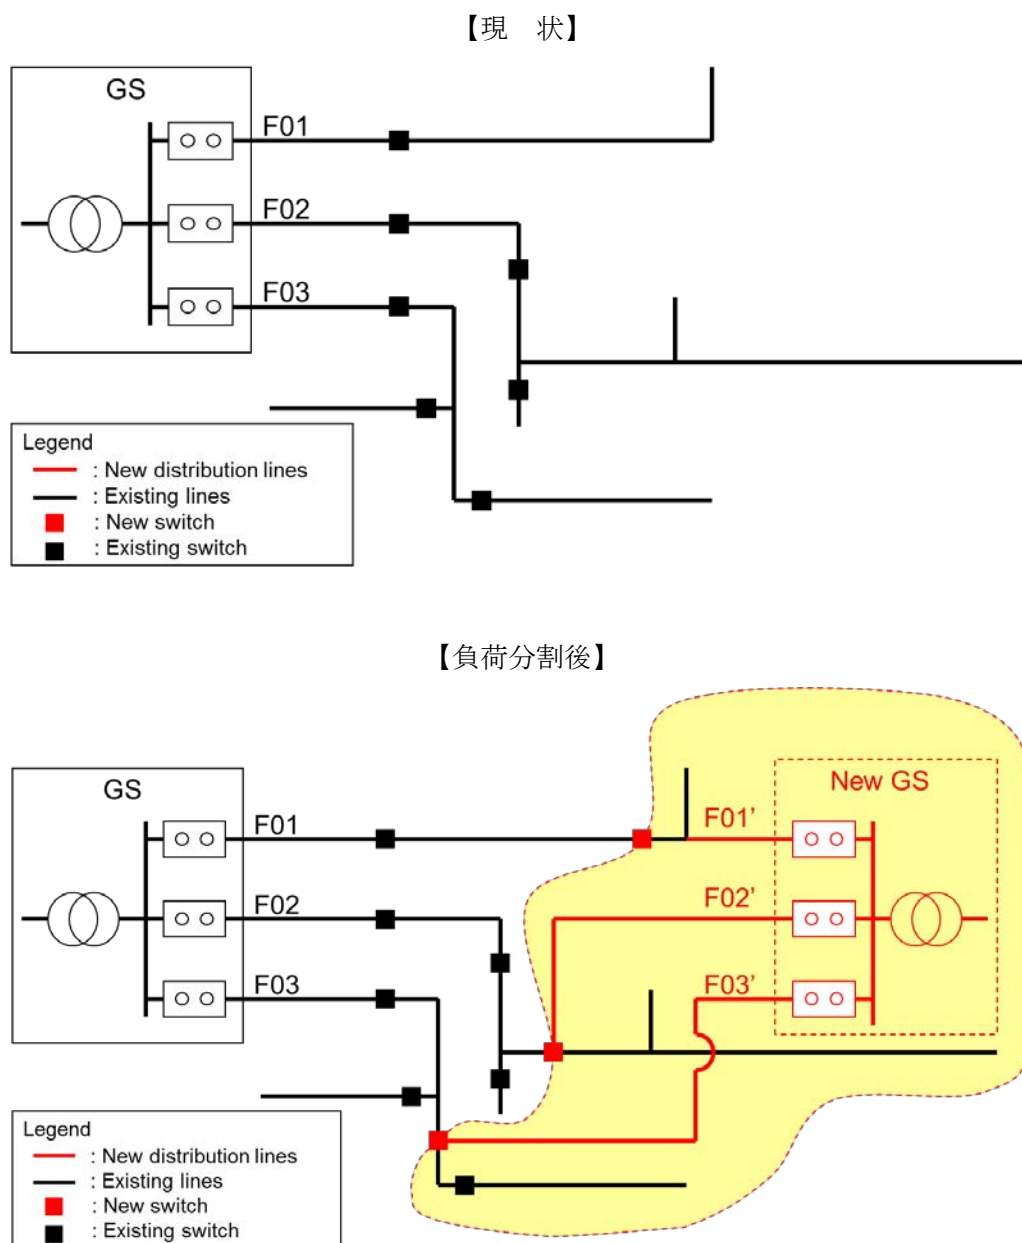 【現　状】
GS
F01
F02
F03
Legend
: New distribution lines
: Existing lines
: New switch
: Existing switch
【負荷分割後】
GS
F01
F02
F03
New GS
F01’
F02’
F03’
Legend
: New distribution lines
: Existing lines
: New switch
: Existing switch